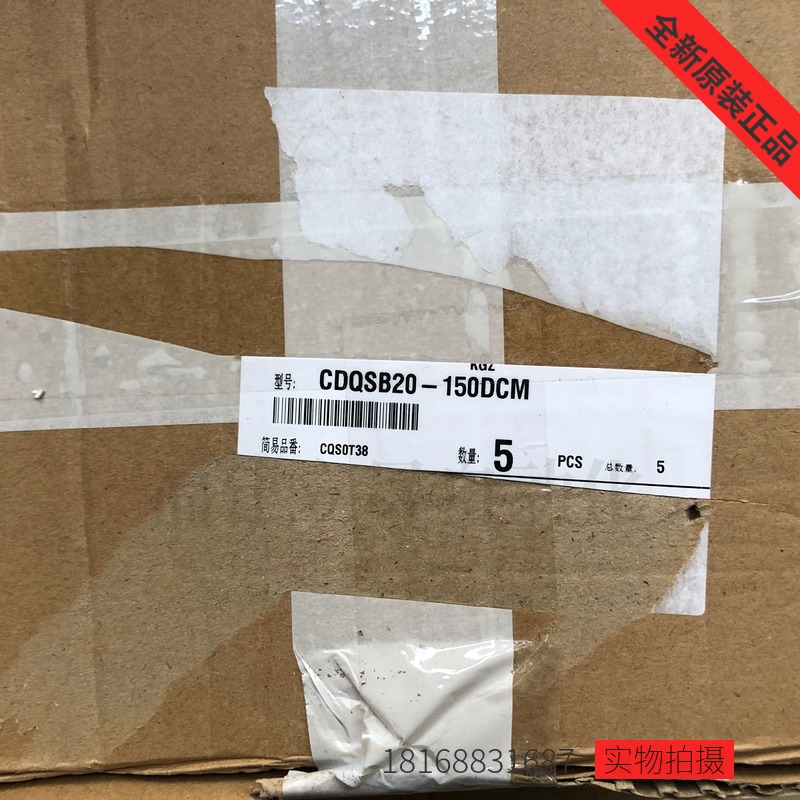 全新原装正品
KGZ
型号: CDQSB20-150DCM
简易品番: CQS0T38 数量: 5 PCS 总数量: 5
18168831687 实物拍摄